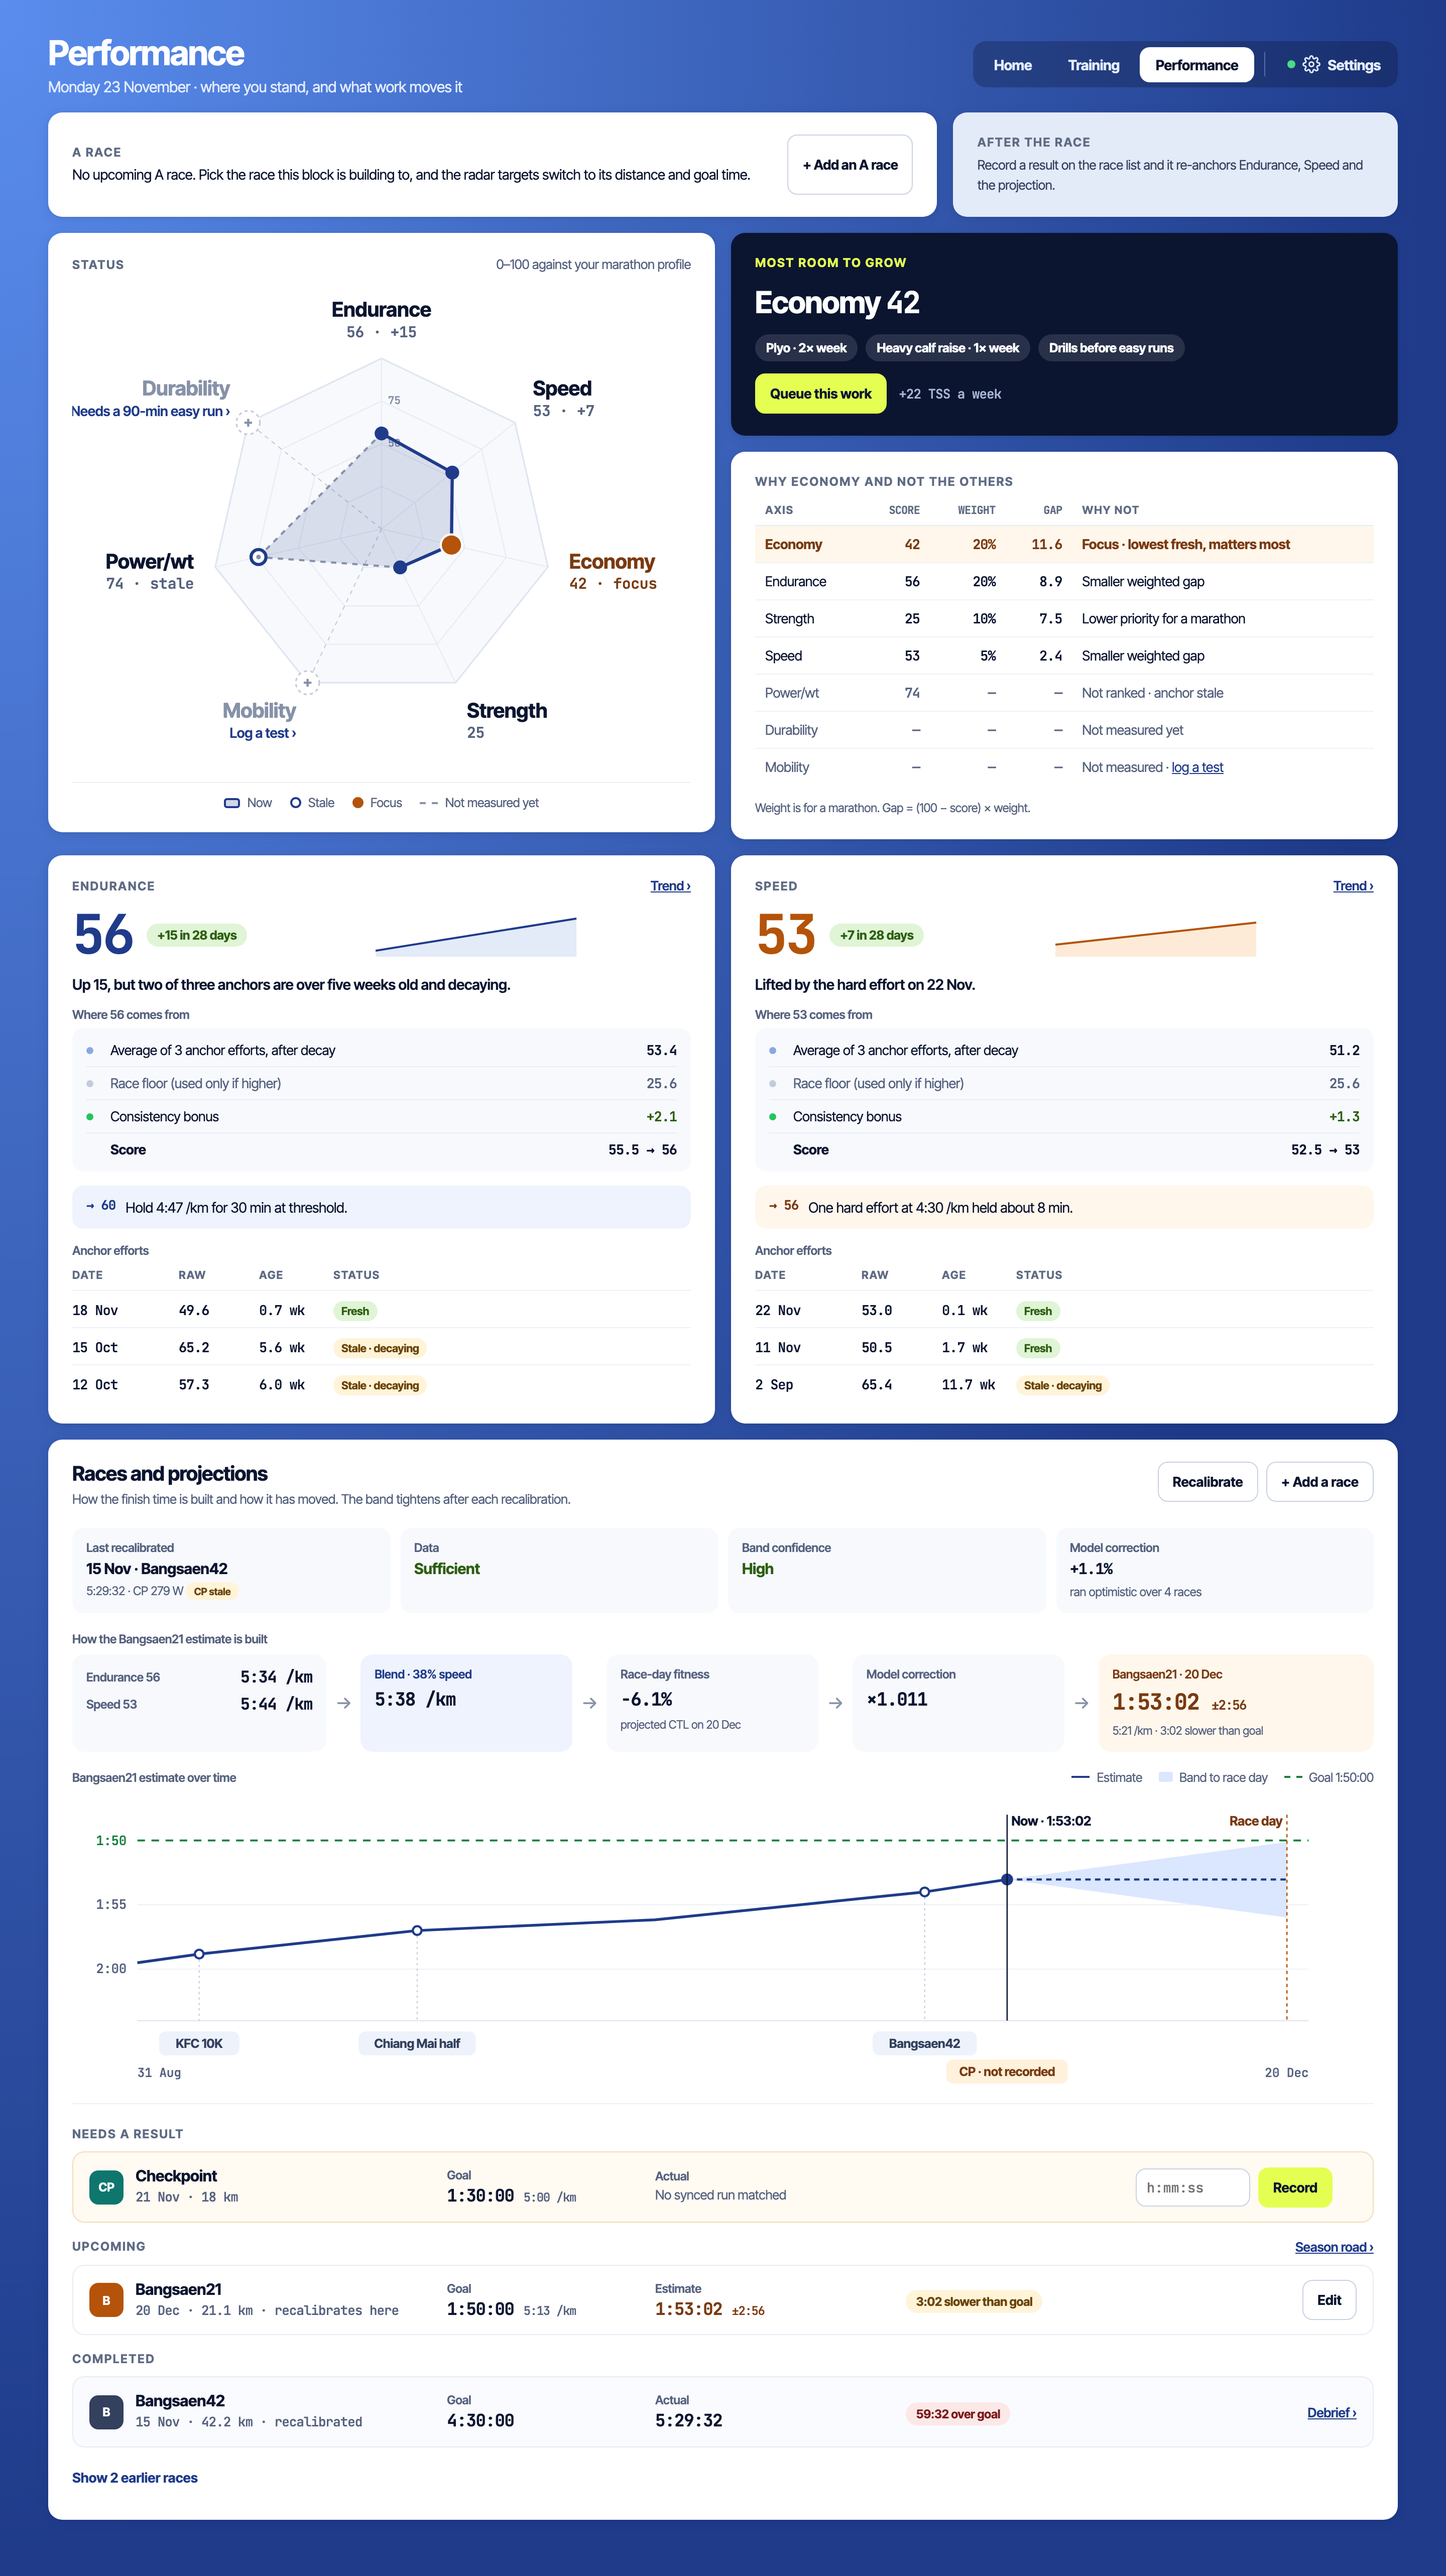 Performance
Monday 23 November · where you stand, and what work moves it
Home Training Performance Settings
A RACE
No upcoming A race. Pick the race this block is building to, and the radar targets switch to its distance and goal time.
+ Add an A race
AFTER THE RACE
Record a result on the race list and it re-anchors Endurance, Speed and
the projection.
STATUS
0–100 against your marathon profile
Endurance
56 · +15
Durability
Needs a 90-min easy run ›
Speed
53 · +7
75
50
Power/wt
74 · stale
Economy
42 · focus
Mobility
Log a test ›
Strength
25
Now Stale Focus Not measured yet
MOST ROOM TO GROW
Economy 42
Plyo · 2× week Heavy calf raise · 1× week Drills before easy runs
Queue this work +22 TSS a week
WHY ECONOMY AND NOT THE OTHERS
AXIS SCORE WEIGHT GAP WHY NOT
Economy 42 20% 11.6 Focus · lowest fresh, matters most
Endurance 56 20% 8.9 Smaller weighted gap
Strength 25 10% 7.5 Lower priority for a marathon
Speed 53 5% 2.4 Smaller weighted gap
Power/wt 74 — — Not ranked · anchor stale
Durability — — — Not measured yet
Mobility — — — Not measured · log a test
Weight is for a marathon. Gap = (100 − score) × weight.
ENDURANCE
Trend ›
56 +15 in 28 days
Up 15, but two of three anchors are over five weeks old and decaying.
Where 56 comes from
Average of 3 anchor efforts, after decay 53.4
Race floor (used only if higher) 25.6
Consistency bonus +2.1
Score 55.5 → 56
→ 60 Hold 4:47 /km for 30 min at threshold.
Anchor efforts
DATE RAW AGE STATUS
18 Nov 49.6 0.7 wk Fresh
15 Oct 65.2 5.6 wk Stale · decaying
12 Oct 57.3 6.0 wk Stale · decaying
SPEED
Trend ›
53 +7 in 28 days
Lifted by the hard effort on 22 Nov.
Where 53 comes from
Average of 3 anchor efforts, after decay 51.2
Race floor (used only if higher) 25.6
Consistency bonus +1.3
Score 52.5 → 53
→ 56 One hard effort at 4:30 /km held about 8 min.
Anchor efforts
DATE RAW AGE STATUS
22 Nov 53.0 0.1 wk Fresh
11 Nov 50.5 1.7 wk Fresh
2 Sep 65.4 11.7 wk Stale · decaying
Races and projections
How the finish time is built and how it has moved. The band tightens after each recalibration.
Recalibrate + Add a race
Last recalibrated
15 Nov · Bangsaen42
5:29:32 · CP 279 W CP stale
Data
Sufficient
Band confidence
High
Model correction
+1.1%
ran optimistic over 4 races
How the Bangsaen21 estimate is built
Endurance 56 5:34 /km
Speed 53 5:44 /km
→
Blend · 38% speed
5:38 /km
→
Race-day fitness
-6.1%
projected CTL on 20 Dec
→
Model correction
×1.011
→
Bangsaen21 · 20 Dec
1:53:02 ±2:56
5:21 /km · 3:02 slower than goal
Bangsaen21 estimate over time
Estimate Band to race day Goal 1:50:00
Now · 1:53:02
Race day
1:50
1:55
2:00
KFC 10K Chiang Mai half Bangsaen42
CP · not recorded
31 Aug 20 Dec
NEEDS A RESULT
CP
Checkpoint
21 Nov · 18 km
Goal
1:30:00 5:00 /km
Actual
No synced run matched
h:mm:ss
Record
UPCOMING
Season road ›
B
Bangsaen21
20 Dec · 21.1 km · recalibrates here
Goal
1:50:00 5:13 /km
Estimate
1:53:02 ±2:56
3:02 slower than goal
Edit
COMPLETED
B
Bangsaen42
15 Nov · 42.2 km · recalibrated
Goal
4:30:00
Actual
5:29:32
59:32 over goal
Debrief ›
Show 2 earlier races